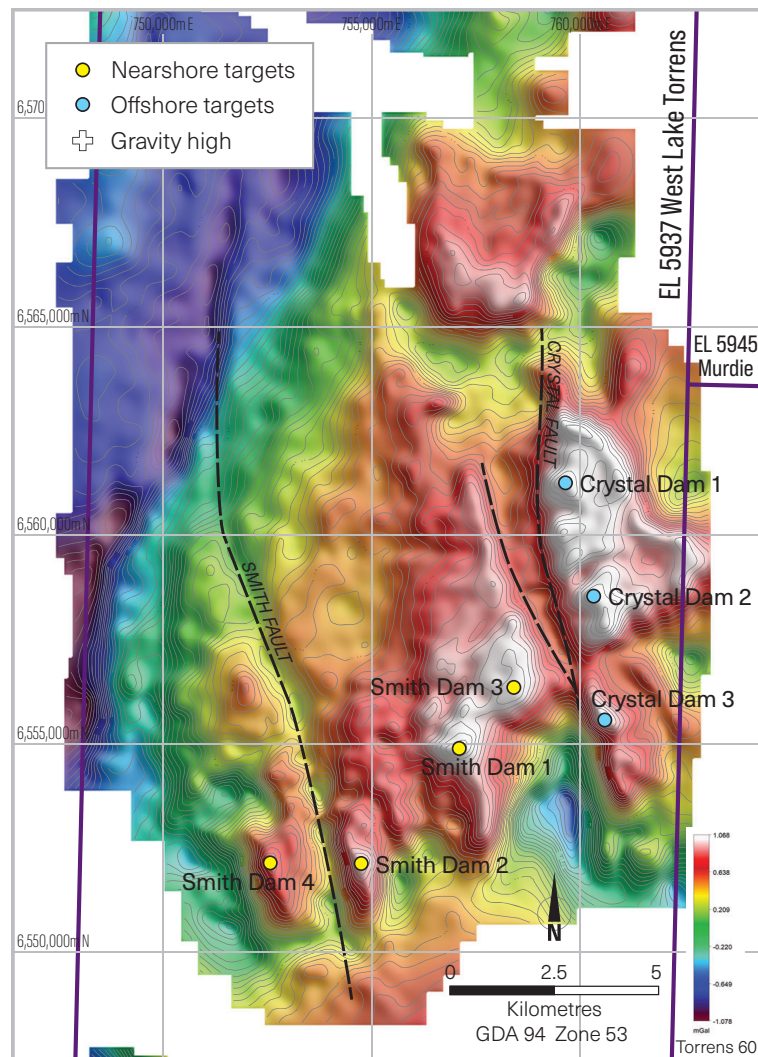 750,000mE
755,000mE
760,000mE
Nearshore targets
Offshore targets
Gravity high
6,570
EL 5937 West Lake Torrens
6,565,000mN
EL 5945
Murdie
CRYSTAL FAULT
Crystal Dam 1
6,560,000mN
SMITH FAULT
Crystal Dam 2
Smith Dam 3
Crystal Dam 3
6,555,000mN
Smith Dam 1
Smith Dam 4
Smith Dam 2
1.068
0.638
0.209
-0.220
-0.649
-1.078
mGal
6,550,000mN
N
0 2.5 5
Kilometres
GDA 94 Zone 53
Torrens 60